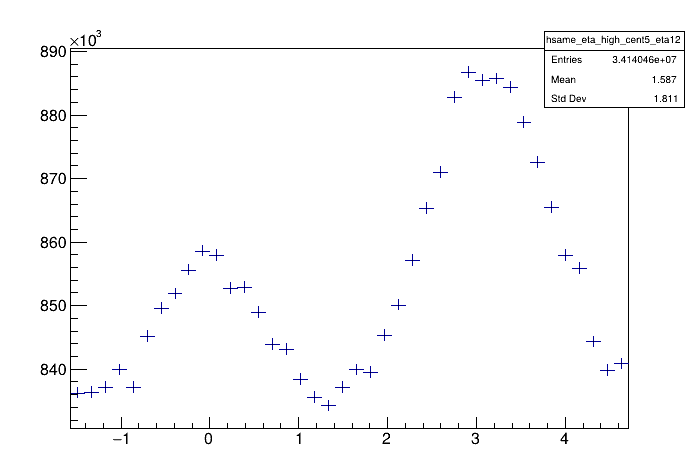 ×10³
hsame_eta_high_cent5_eta12
Entries 3.414046e+07
Mean 1.587
Std Dev 1.811
890
880
870
860
850
840
−1 0 1 2 3 4